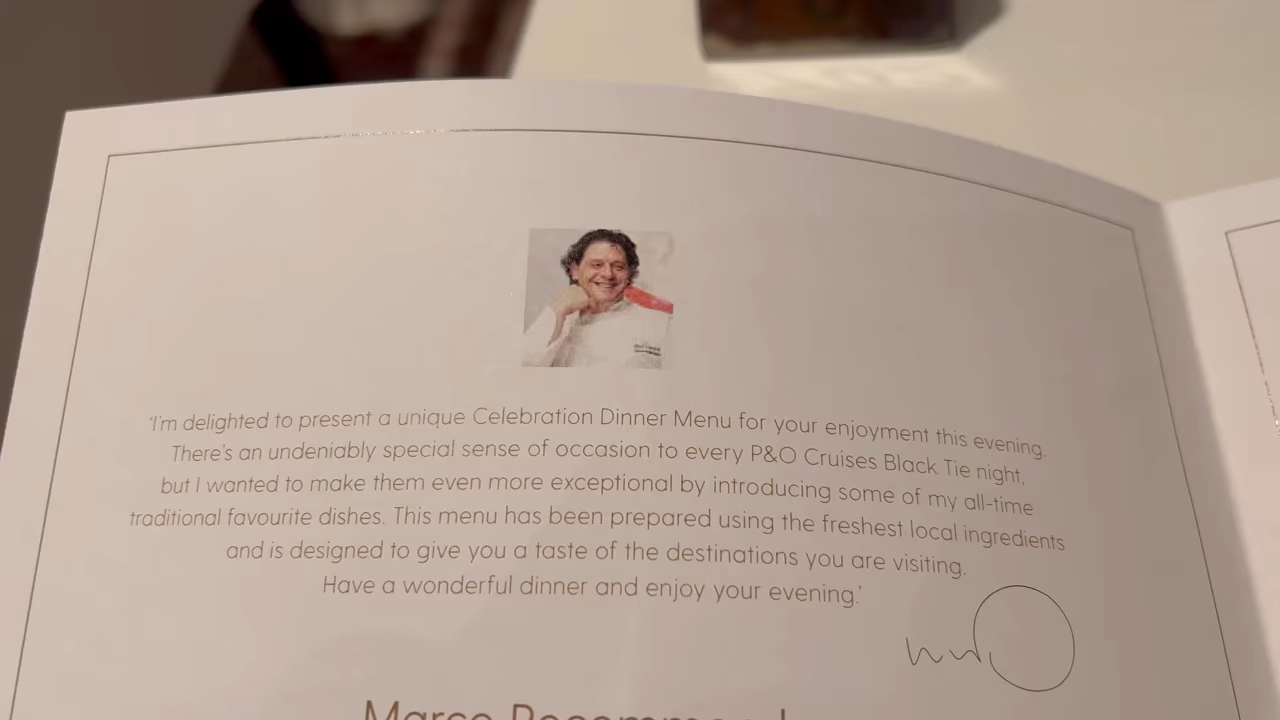 'I'm delighted to present a unique Celebration Dinner Menu for your enjoyment this evening.
There's an undeniably special sense of occasion to every P&O Cruises Black Tie night,
but I wanted to make them even more exceptional by introducing some of my all-time
traditional favourite dishes. This menu has been prepared using the freshest local ingredients
and is designed to give you a taste of the destinations you are visiting.
Have a wonderful dinner and enjoy your evening.'
Marco